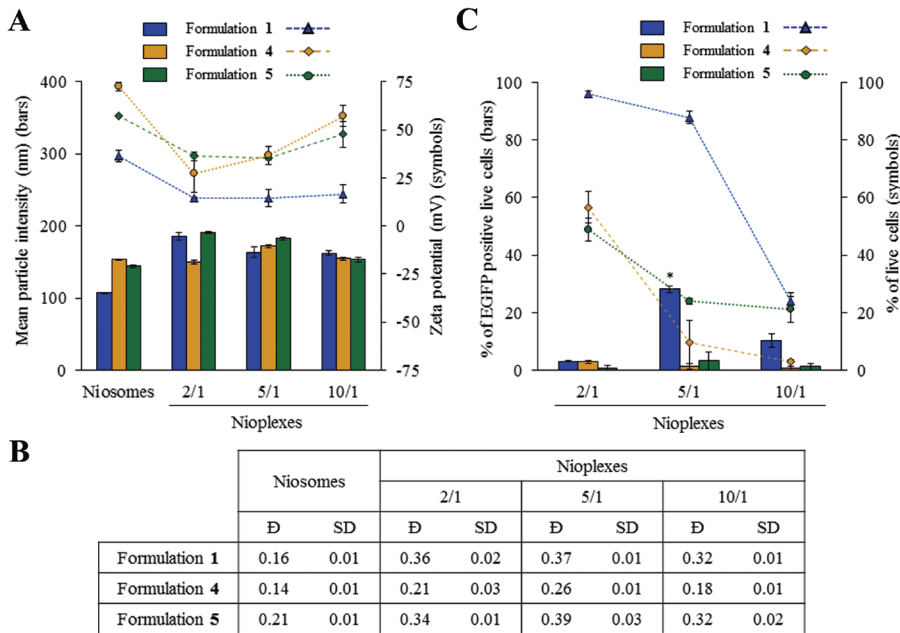 A
Formulation 1
Formulation 4
Formulation 5
Mean particle intensity (nm) (bars)
400
300
200
100
0
75
50
25
0
-25
-50
-75
Zeta potential (mV) (symbols)
Niosomes
2/1
5/1
10/1
Nioplexes
C
Formulation 1
Formulation 4
Formulation 5
% of EGFP positive live cells (bars)
100
80
60
40
20
0
*
100
90
80
70
60
50
40
30
20
10
0
% of live cells (symbols)
2/1
5/1
10/1
Nioplexes
B
Niosomes
Nioplexes
2/1 5/1 10/1
Đ SD Đ SD Đ SD Đ SD
Formulation 1 0.16 0.01 0.36 0.02 0.37 0.01 0.32 0.01
Formulation 4 0.14 0.01 0.21 0.03 0.26 0.01 0.18 0.01
Formulation 5 0.21 0.01 0.34 0.01 0.39 0.03 0.32 0.02